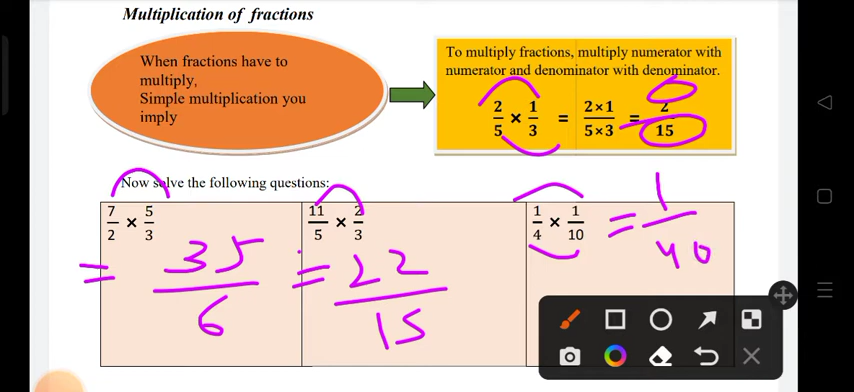 Multiplication of fractions
When fractions have to
multiply,
Simple multiplication you
imply
To multiply fractions, multiply numerator with
numerator and denominator with denominator.
2/5 × 1/3 = 2×1/5×3 = 2/15
Now solve the following questions:
7/2 × 5/3
= 35/6
11/5 × 2/3
= 22/15
1/4 × 1/10 = 1/40